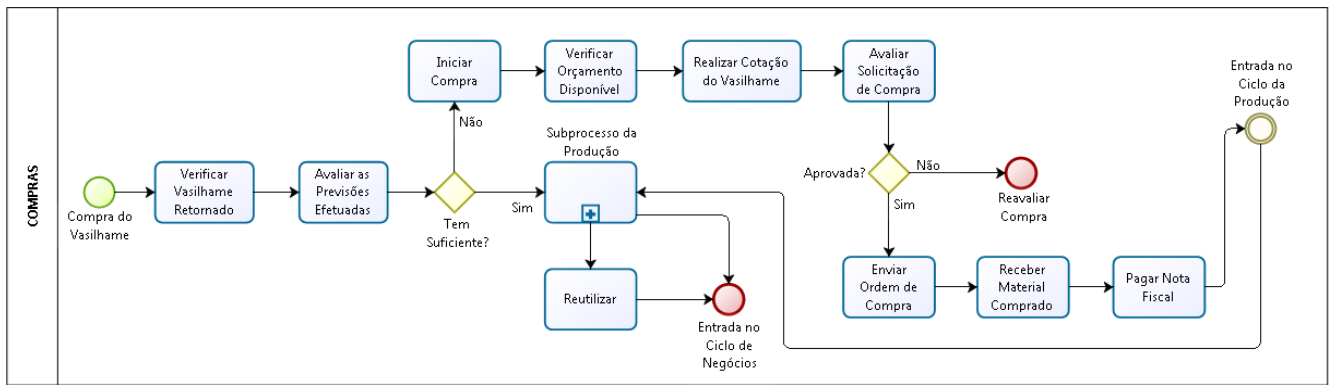 COMPRAS
Compra do
Vasilhame
Verificar
Vasilhame
Retornado
Avaliar as
Previsões
Efetuadas
Tem
Suficiente?
Não
Iniciar
Compra
Verificar
Orçamento
Disponível
Realizar Cotação
do Vasilhame
Avaliar
Solicitação
de Compra
Sim
Subprocesso da
Produção
Reutilizar
Entrada no
Ciclo de
Negócios
Aprovada?
Não
Reavaliar
Compra
Sim
Enviar
Ordem de
Compra
Receber
Material
Comprado
Pagar Nota
Fiscal
Entrada no
Ciclo da
Produção